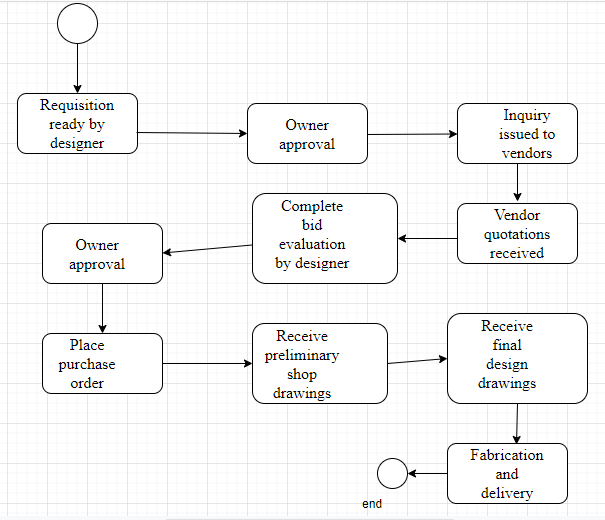 Requisition
ready by
designer
Owner
approval
Inquiry
issued to
vendors
Vendor
quotations
received
Complete
bid
evaluation
by designer
Owner
approval
Place
purchase
order
Receive
preliminary
shop
drawings
Receive
final
design
drawings
Fabrication
and
delivery
end